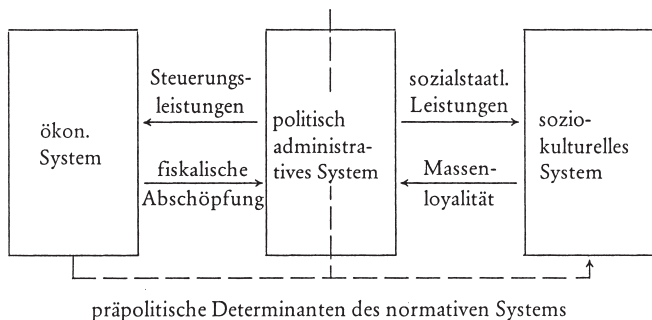 ökon.
System
Steuerungs-
leistungen
fiskalische
Abschöpfung
politisch
administra-
tives System
sozialstaatl.
Leistungen
Massen-
loyalität
sozio-
kulturelles
System
präpolitische Determinanten des normativen Systems